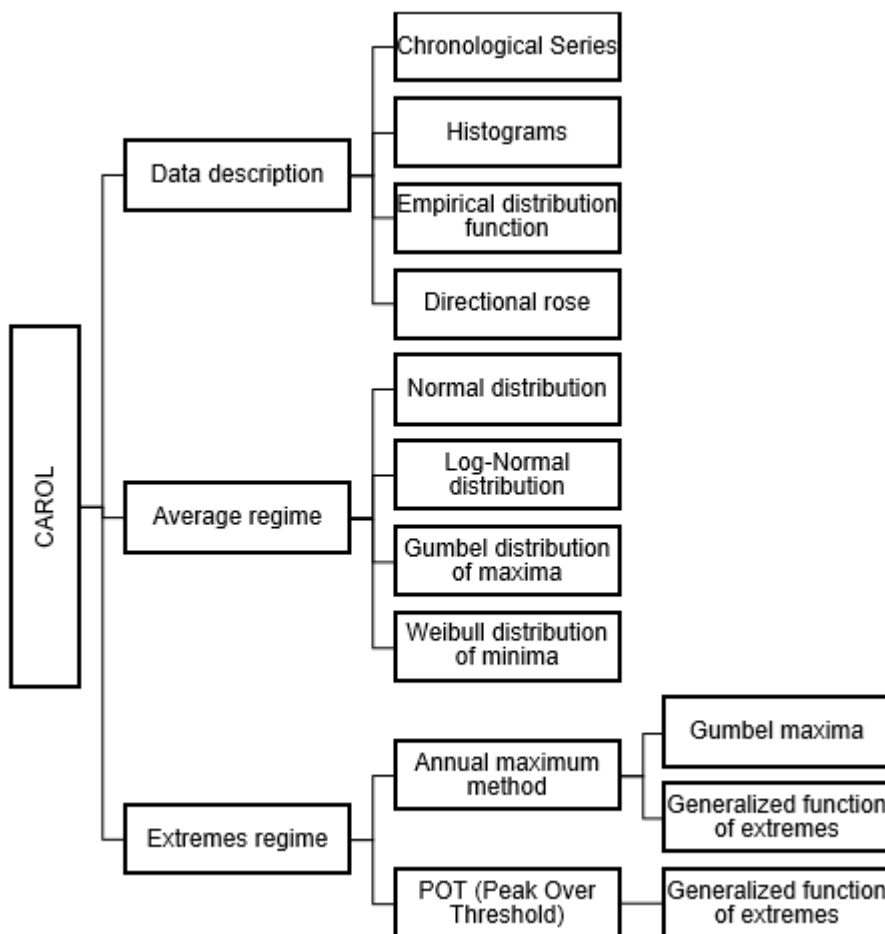 Chronological Series
Histograms
Data description
Empirical distribution
function
Directional rose
CAROL
Normal distribution
Log-Normal
distribution
Average regime
Gumbel distribution
of maxima
Weibull distribution
of minima
Gumbel maxima
Annual maximum
method
Generalized function
of extremes
Extremes regime
POT (Peak Over
Threshold)
Generalized function
of extremes